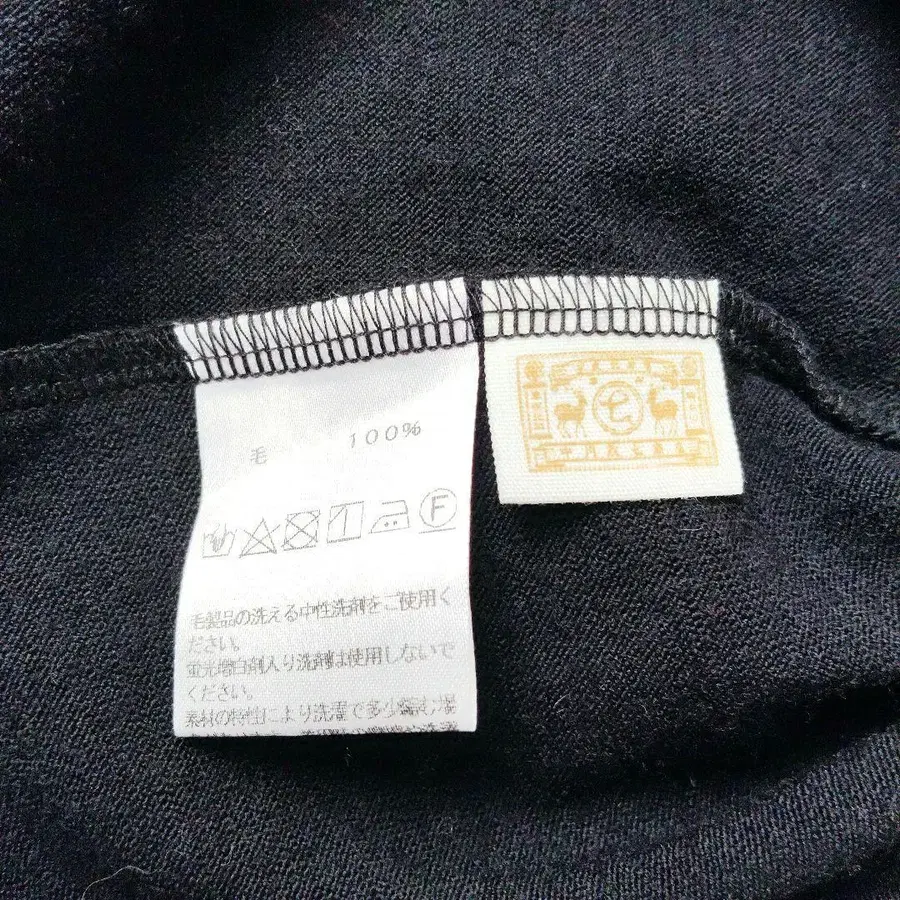 毛 100%
F
毛製品の洗える中性洗剤をご使用く
ださい。
蛍光増白剤入り洗剤は使用しないで
ください。
素材の特性により洗濯で多少縮む場
七